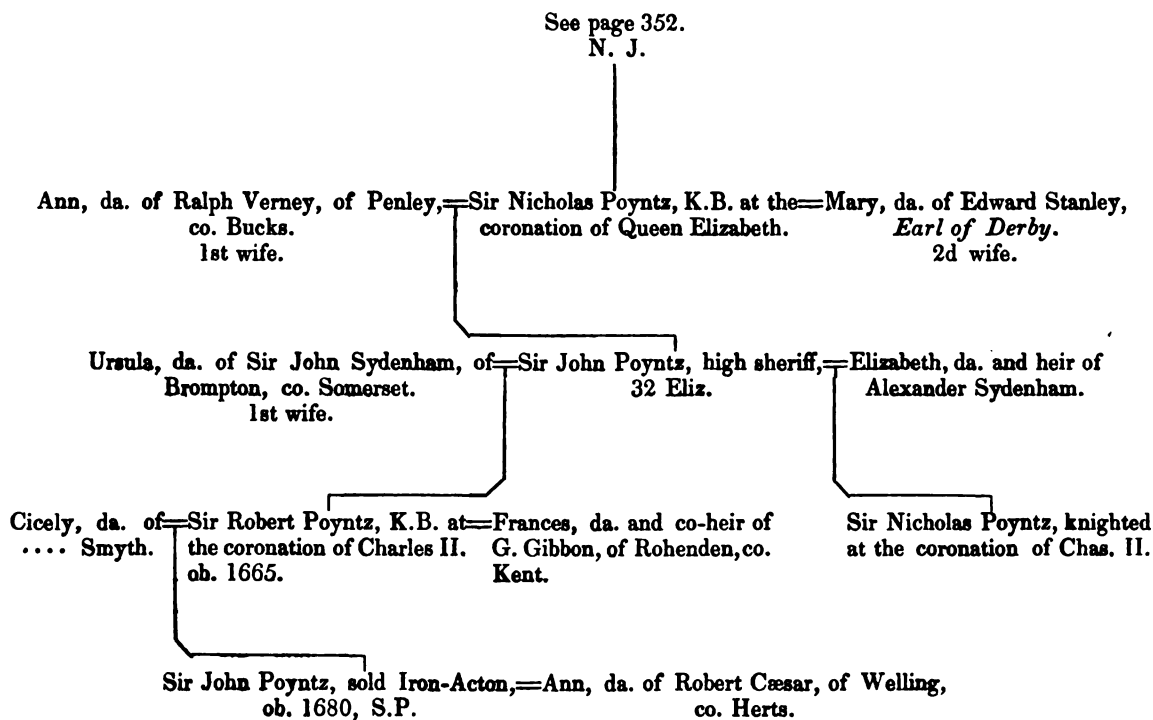 See page 352.
N. J.
Ann, da. of Ralph Verney, of Penley,=Sir Nicholas Poyntz, K.B. at the=Mary, da. of Edward Stanley,
co. Bucks. coronation of Queen Elizabeth. Earl of Derby.
1st wife. 2d wife.
Ursula, da. of Sir John Sydenham, of=Sir John Poyntz, high sheriff,=Elizabeth, da. and heir of
Brompton, co. Somerset. 32 Eliz. Alexander Sydenham.
1st wife.
Cicely, da. of=Sir Robert Poyntz, K.B. at=Frances, da. and co-heir of Sir Nicholas Poyntz, knighted
.... Smyth. the coronation of Charles II. G. Gibbon, of Rohenden, co. at the coronation of Chas. II.
ob. 1665. Kent.
Sir John Poyntz, sold Iron-Acton,=Ann, da. of Robert Cæsar, of Welling,
ob. 1680, S.P. co. Herts.